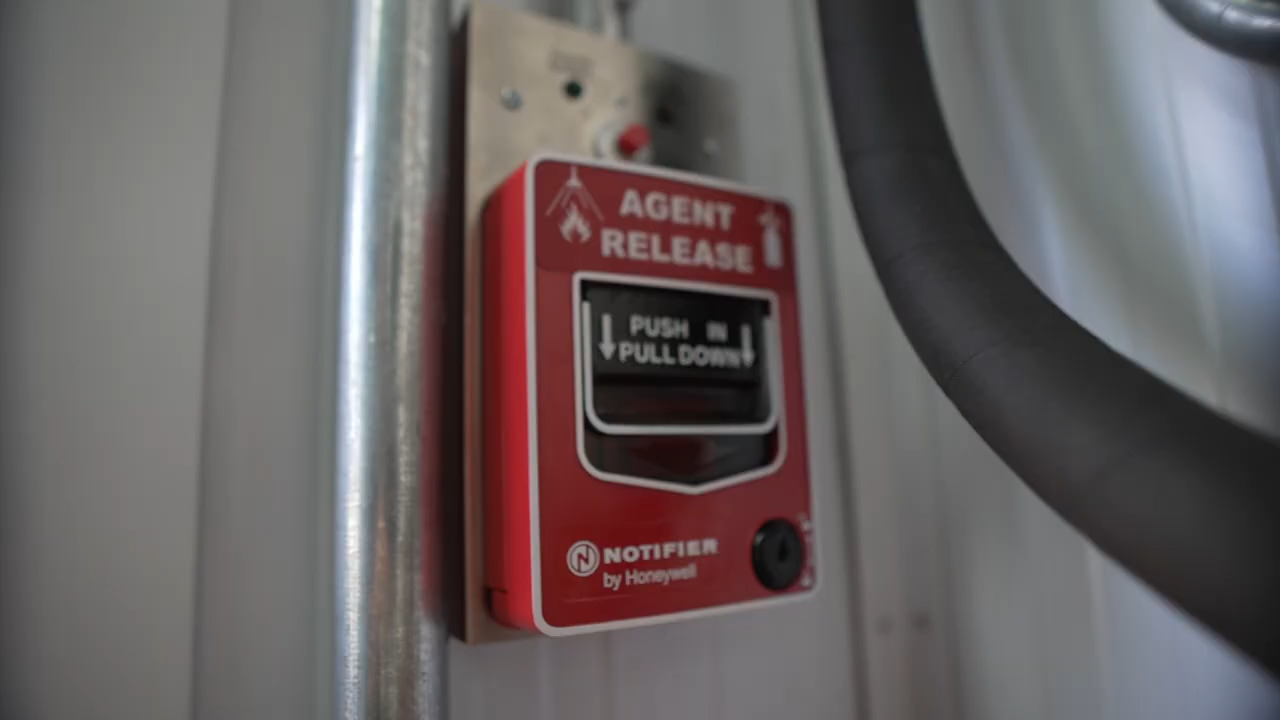 AGENT
RELEASE
PUSH IN
PULL DOWN
NOTIFIER
by Honeywell